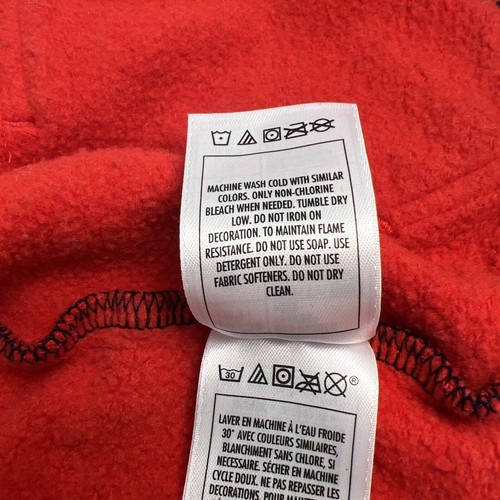 MACHINE WASH COLD WITH SIMILAR
COLORS. ONLY NON-CHLORINE
BLEACH WHEN NEEDED. TUMBLE DRY
LOW. DO NOT IRON ON
DECORATION. TO MAINTAIN FLAME
RESISTANCE. DO NOT USE SOAP. USE
DETERGENT ONLY. DO NOT USE
FABRIC SOFTENERS. DO NOT DRY
CLEAN.
30 ®
LAVER EN MACHINE À L'EAU FROIDE
30° AVEC COULEURS SIMILAIRES,
BLANCHIMENT SANS CHLORE, SI
NECESSAIRE. SÉCHER EN MACHINE
CYCLE DOUX. NE PAS REPASSER LES
DECORATIONS. POUR